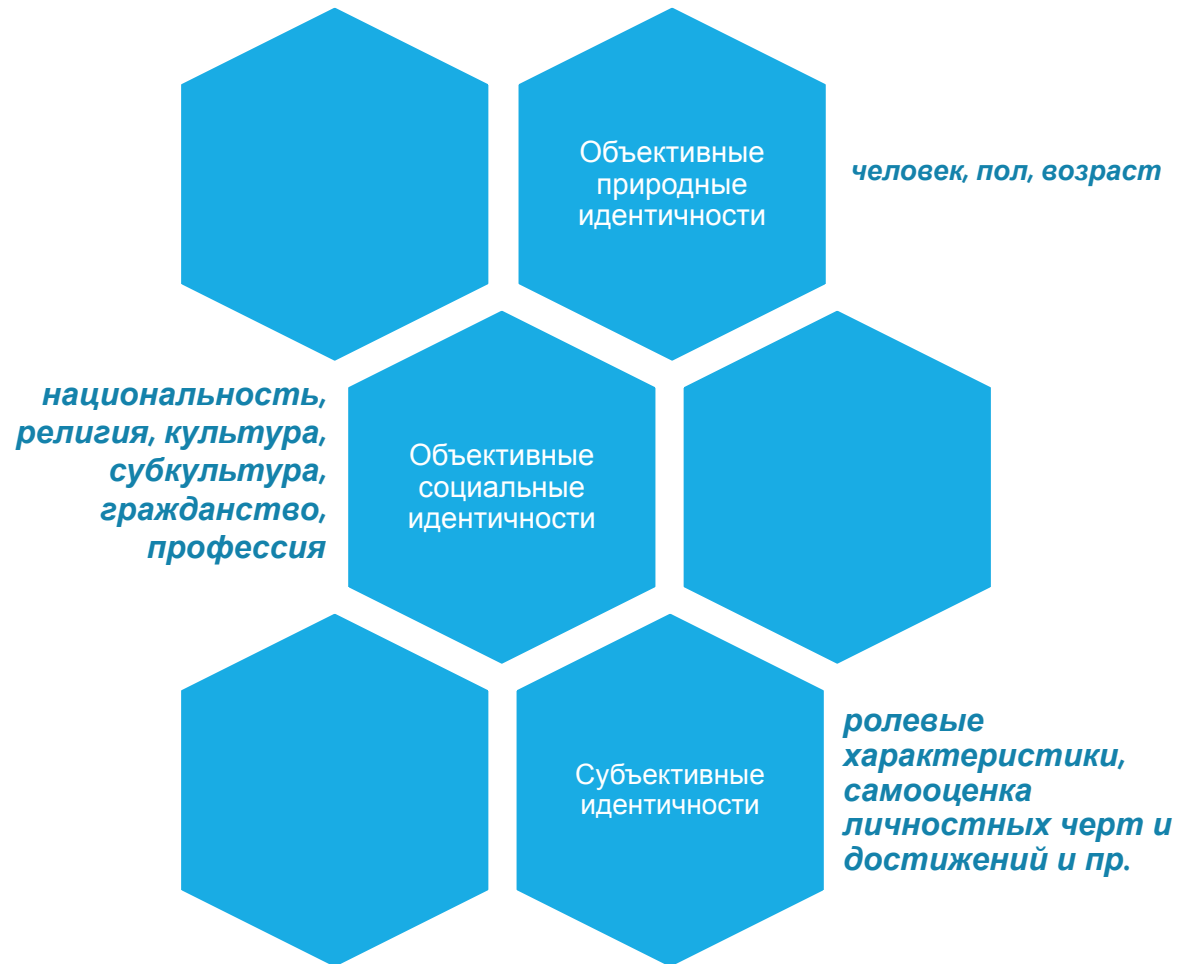 Объективные
природные
идентичности
человек, пол, возраст
национальность,
религия, культура,
субкультура,
гражданство,
профессия
Объективные
социальные
идентичности
Субъективные
идентичности
ролевые
характеристики,
самооценка
личностных черт и
достижений и пр.